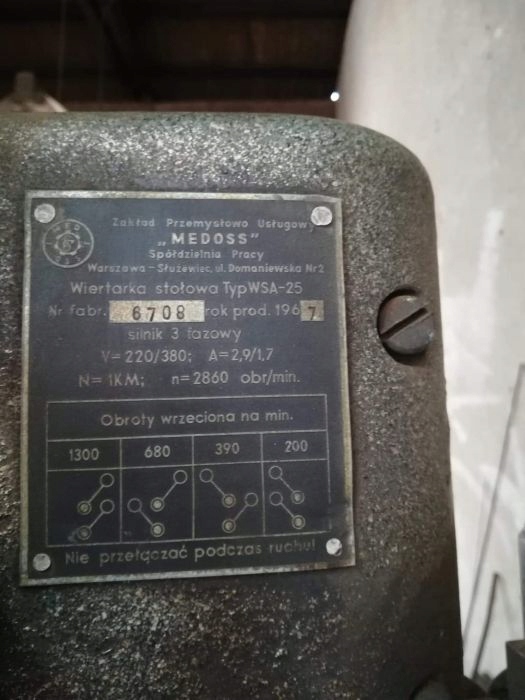 Zakład Przemysłowo Usługowy
„MEDOSS"
Spółdzielnia Pracy
Warszawa – Służewiec, ul. Domaniewska Nr2
Wiertarka stołowa Typ WSA-25
Nr fabr. 6708 rok prod. 1967
silnik 3 fazowy
V=220/380; A=2,9/1,7
N=1KM; n=2860 obr/min.
Obroty wrzeciona na min.
1300 680 390 200
Nie przełączać podczas ruchu!